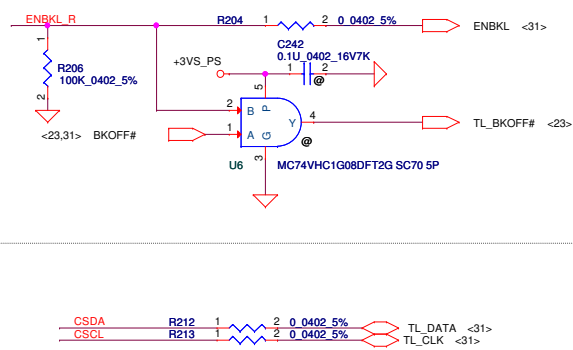 ENBKL_R
R204 1 2 0_0402_5%
ENBKL <31>
1
R206
100K_0402_5%
2
C242
0.1U_0402_16V7K
+3VS_PS
1 2
@
5
2 B P
Y 4
TL_BKOFF# <23>
<23,31> BKOFF#
1 A G
@
3
U6
MC74VHC1G08DFT2G SC70 5P
CSDA R212 1 2 0_0402_5% TL_DATA <31>
CSCL R213 1 2 0_0402_5% TL_CLK <31>